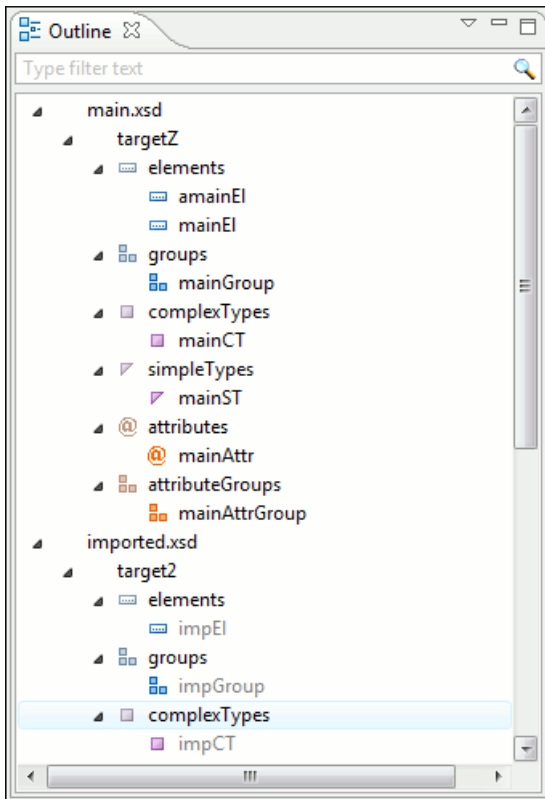 Outline
Type filter text
main.xsd
targetZ
elements
amainEl
mainEl
groups
mainGroup
complexTypes
mainCT
simpleTypes
mainST
attributes
mainAttr
attributeGroups
mainAttrGroup
imported.xsd
target2
elements
impEl
groups
impGroup
complexTypes
impCT